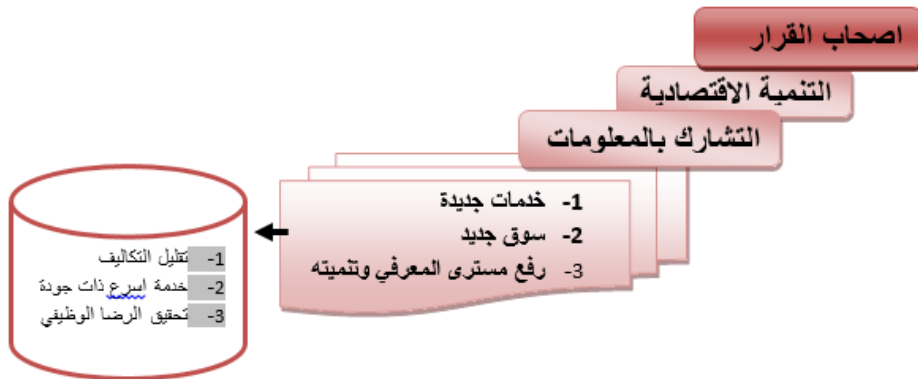 اصحاب القرار
التنمية الاقتصادية
التشارك بالمعلومات
1- خدمات جديدة
2- سوق جديد
3- رفع مسترى المعرفي وتنميته
1- تقليل التكاليف
2- خدمة اسرع ذات جودة
3- تحقيق الرضا الوظيفي